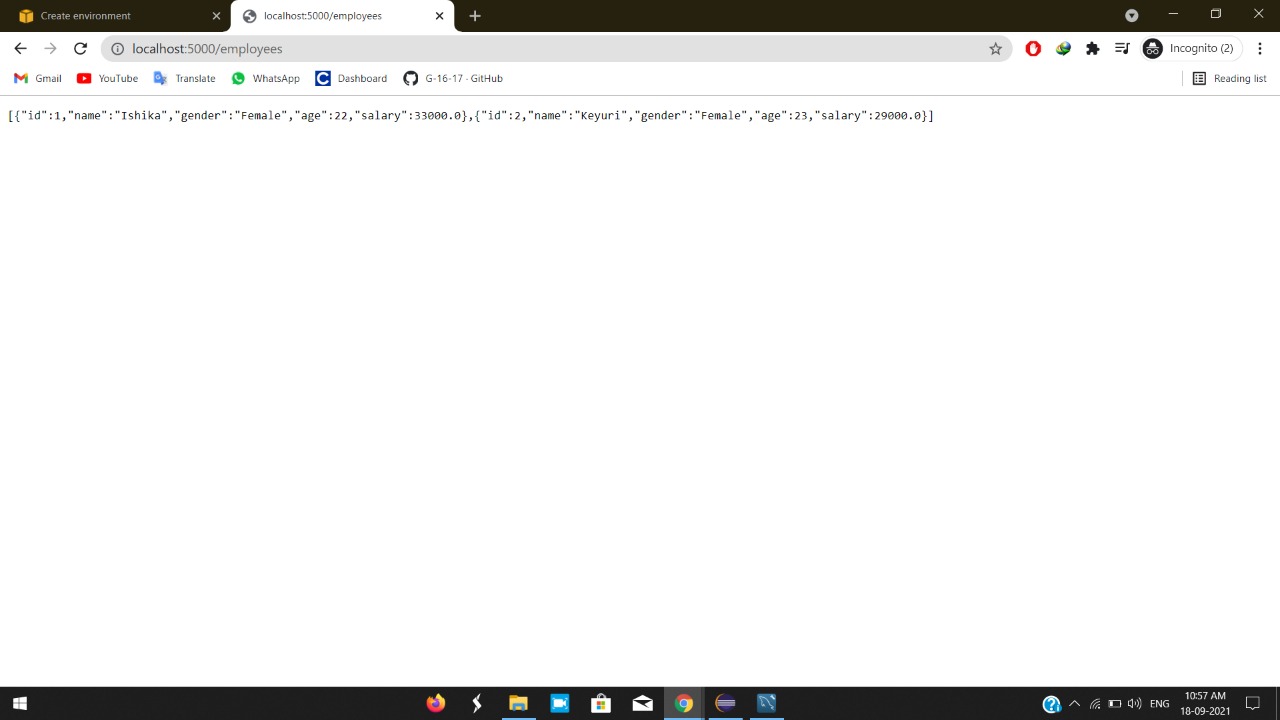 Create environment
localhost:5000/employees
localhost:5000/employees
Incognito (2)
Gmail
YouTube
Translate
WhatsApp
Dashboard
G-16-17 - GitHub
Reading list
[{"id":1,"name":"Ishika","gender":"Female","age":22,"salary":33000.0},{"id":2,"name":"Keyuri","gender":"Female","age":23,"salary":29000.0}]
ENG
10:57 AM
18-09-2021